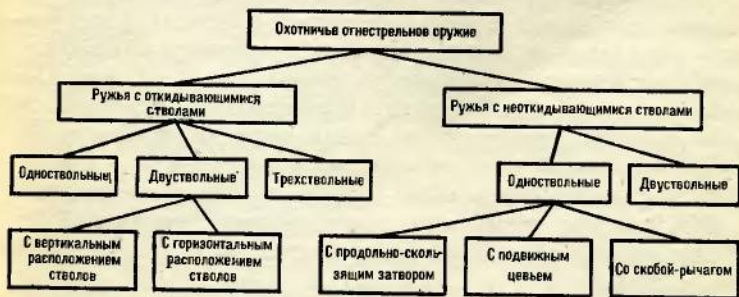 Охотничье огнестрельное оружие
Ружья с откидывающимися
стволами
Ружья с неоткидывающимися стволами
Одноствольные
Двуствольные
Трехствольные
Одноствольные
Двуствольные
С вертикальным
расположением
стволов
С горизонтальным
расположением
стволов
С продольно-сколь-
зящим затвором
С подвижным
цевьем
Со скобой-рычагом